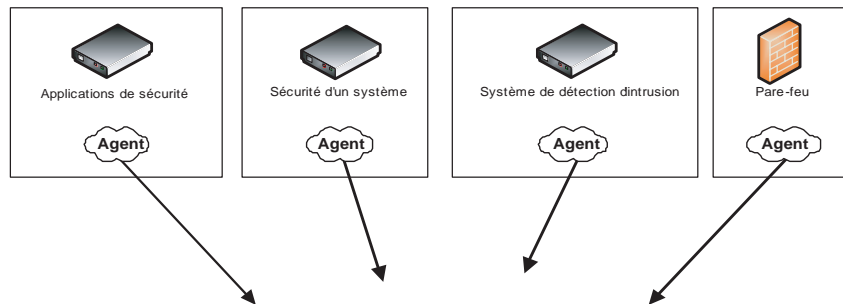 Applications de sécurité
Sécurité d'un système
Système de détection dintrusion
Pare-feu
Agent
Agent
Agent
Agent